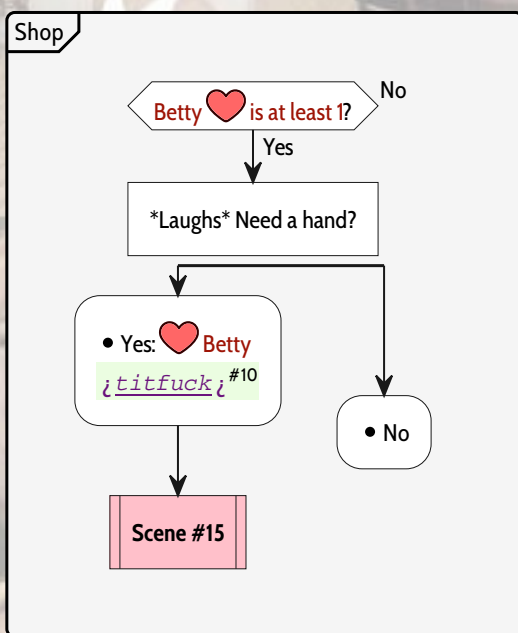 Shop
Betty ❤ is at least 1?
No
Yes
*Laughs* Need a hand?
• Yes: ❤ Betty
¿titfuck¿ #10
• No
Scene #15